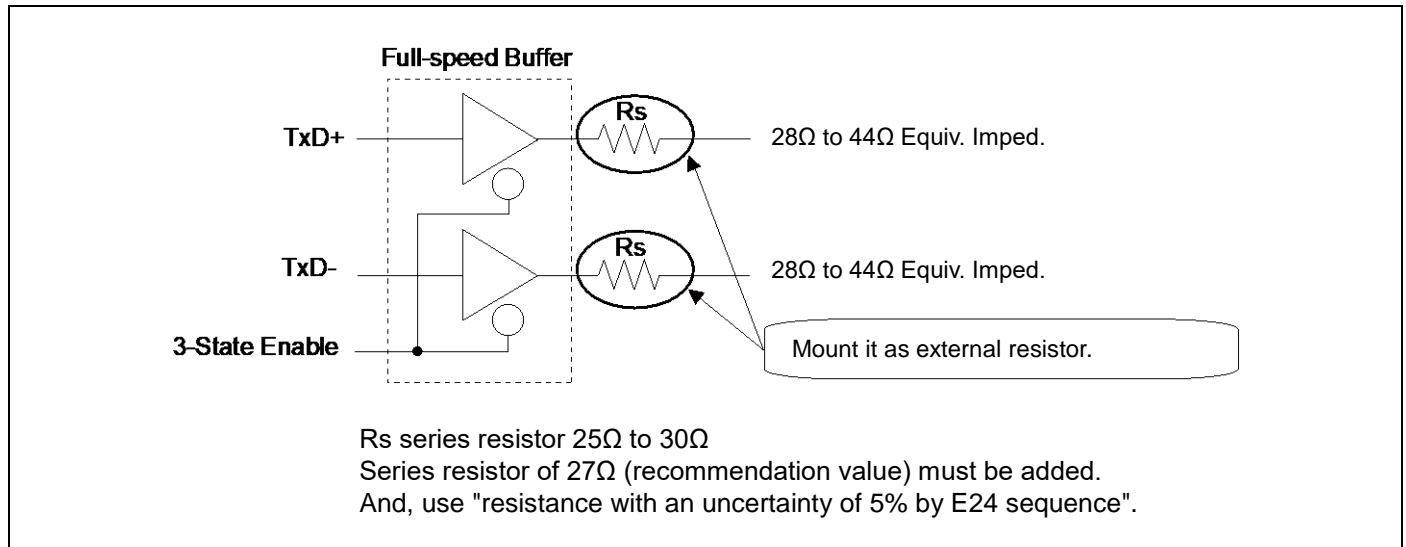 Full-speed Buffer
Rs
TxD+
28Ω to 44Ω Equiv. Imped.
Rs
TxD-
28Ω to 44Ω Equiv. Imped.
3-State Enable
Mount it as external resistor.
Rs series resistor 25Ω to 30Ω
Series resistor of 27Ω (recommendation value) must be added.
And, use "resistance with an uncertainty of 5% by E24 sequence".